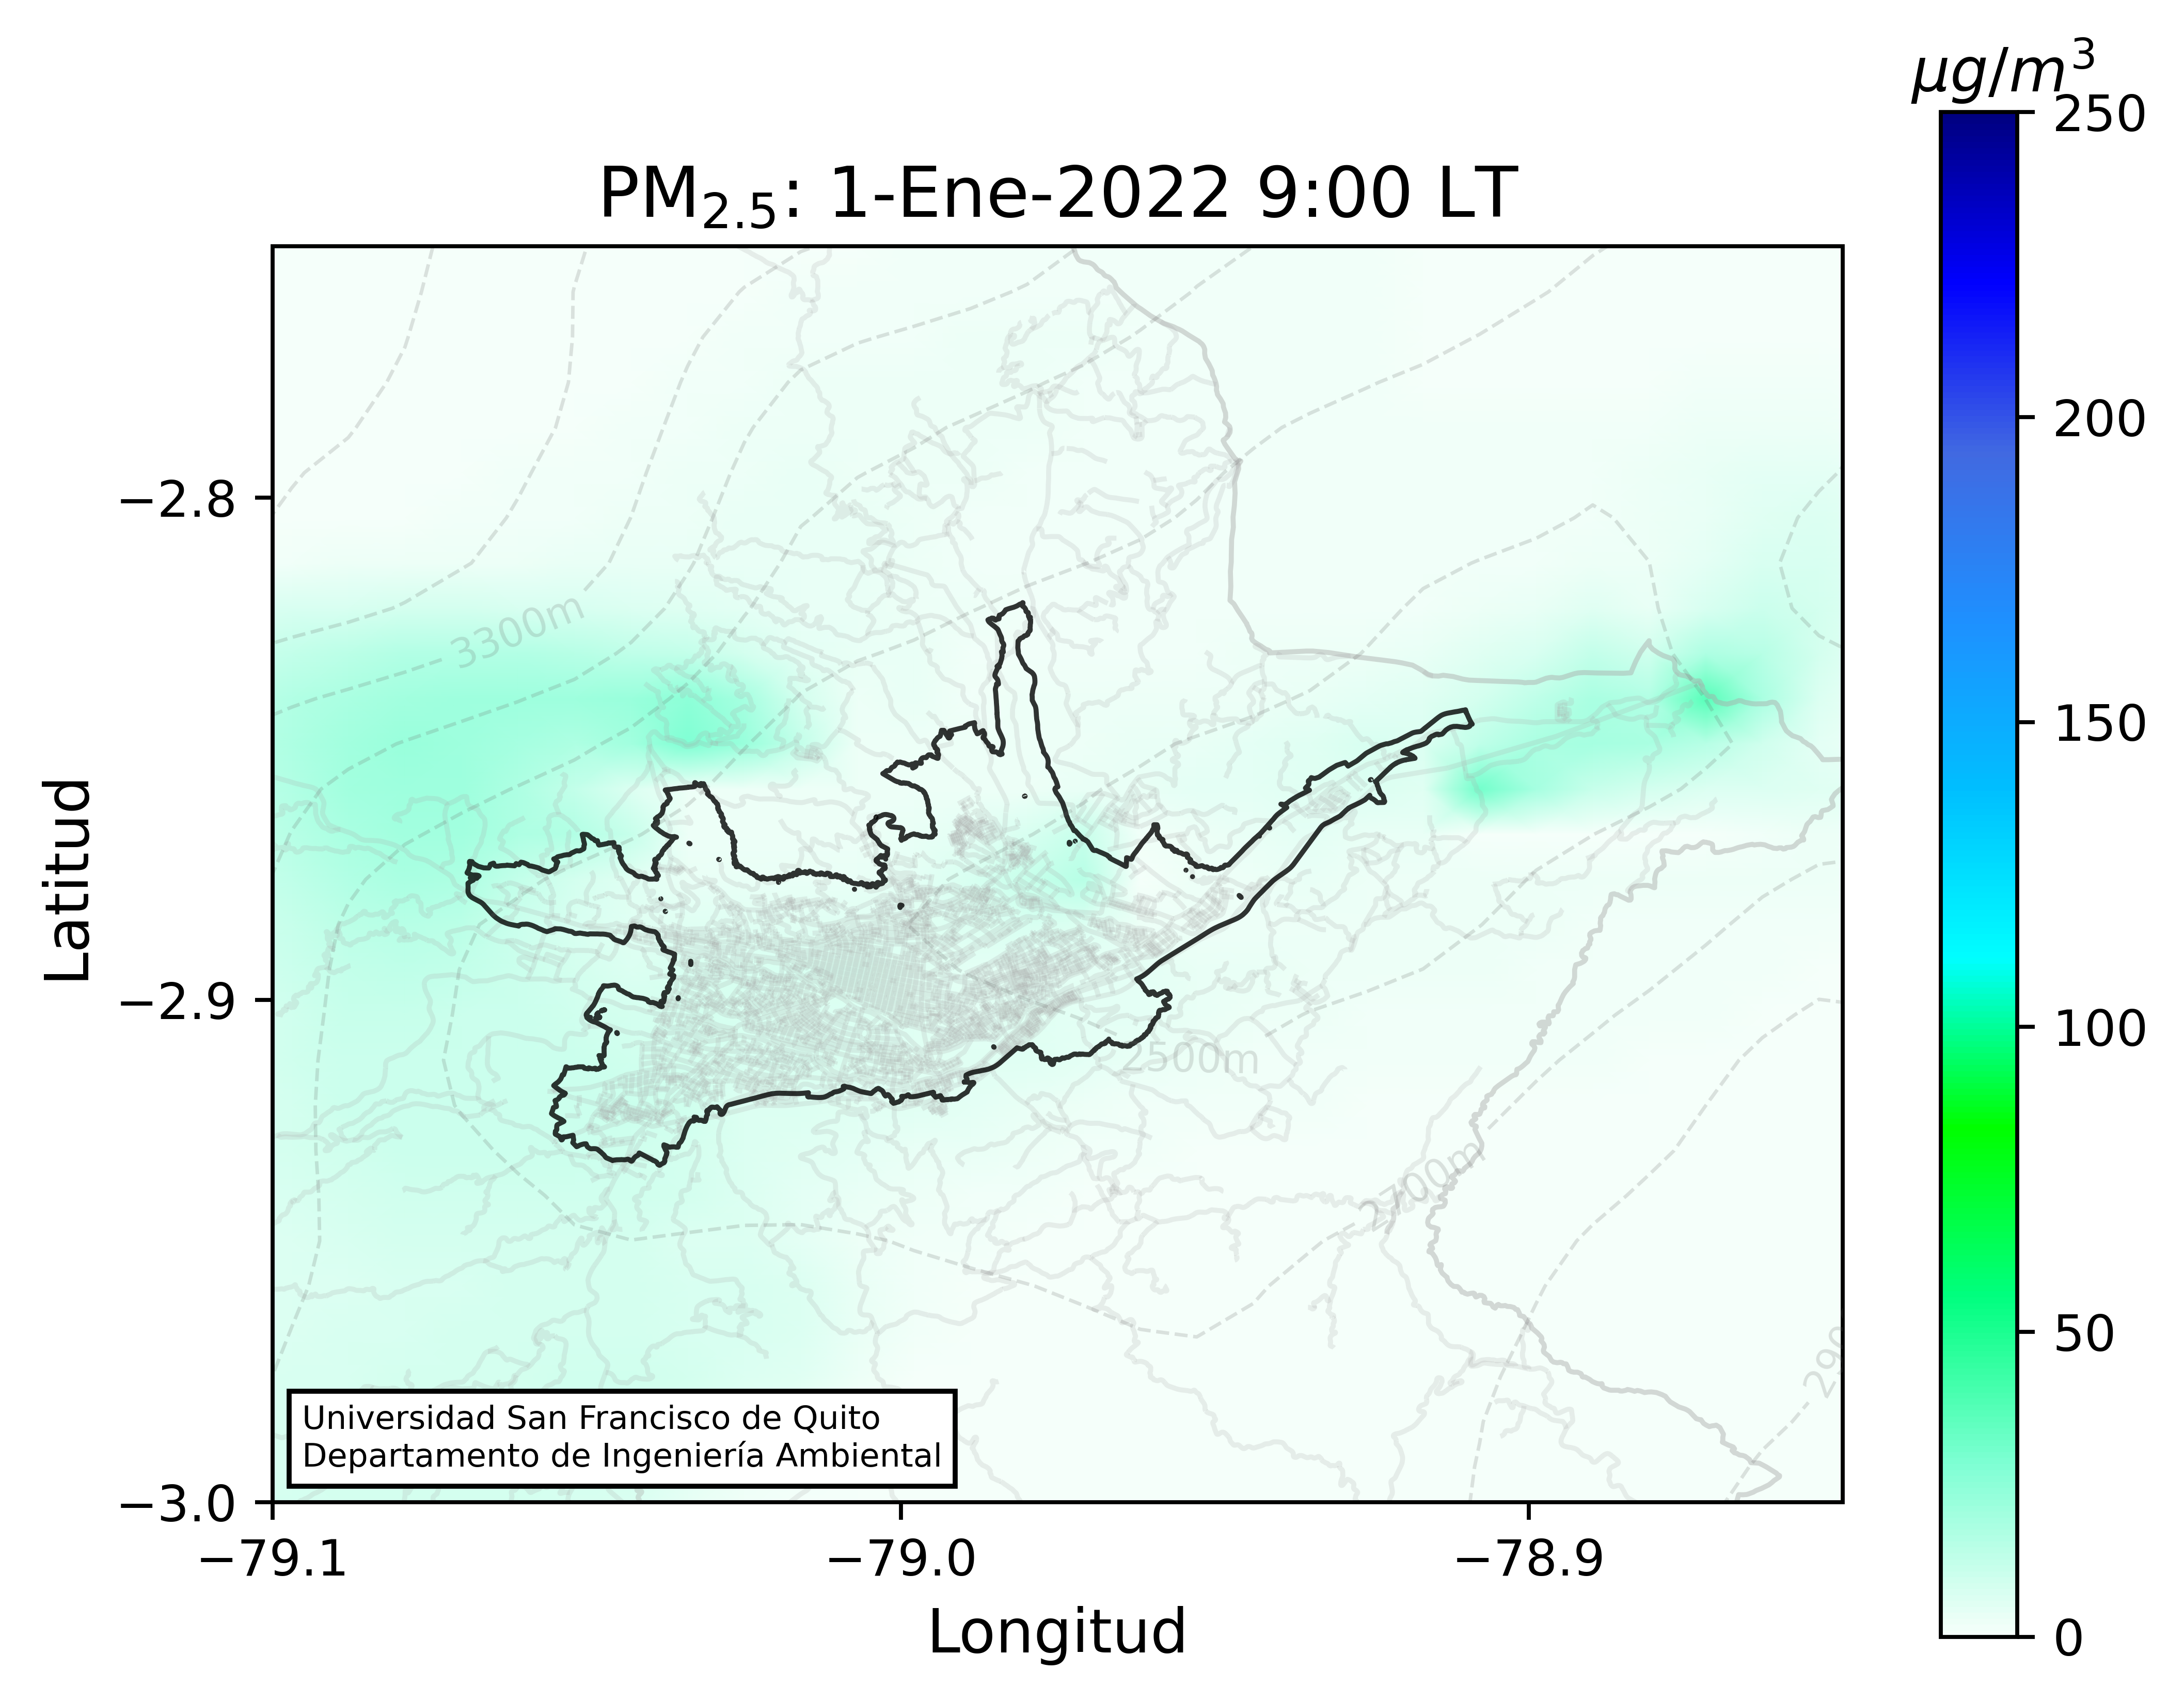 μg/m³
PM₂.₅: 1-Ene-2022 9:00 LT
250
200
150
100
50
0
Latitud
−2.8
−2.9
−3.0
3300m
2500m
2700m
Universidad San Francisco de Quito
Departamento de Ingeniería Ambiental
−79.1
−79.0
−78.9
Longitud